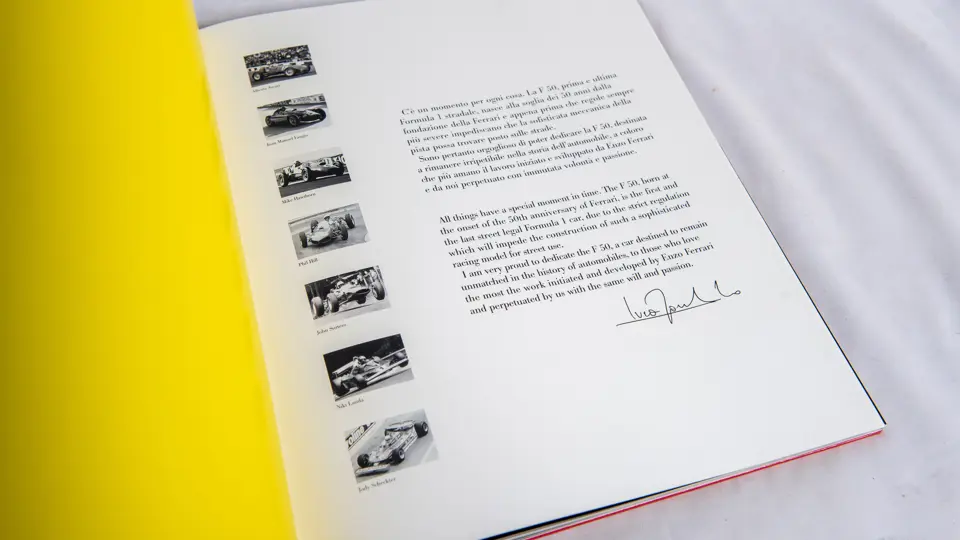 Alberto Ascari
Juan Manuel Fangio
Mike Hawthorn
Phil Hill
John Surtees
Niki Lauda
Jody Scheckter
C'è un momento per ogni cosa. La F 50, prima e ultima
Formula 1 stradale, nasce alla soglia dei 50 anni dalla
fondazione della Ferrari e appena prima che regole sempre
più severe impediscano che la sofisticata meccanica della
pista possa trovare posto sulle strade.
Sono pertanto orgoglioso di poter dedicare la F 50, destinata
a rimanere irripetibile nella storia dell'automobile, a coloro
che più amano il lavoro iniziato e sviluppato da Enzo Ferrari
e da noi perpetuato con immutata volontà e passione.
All things have a special moment in time. The F 50, born at
the onset of the 50th anniversary of Ferrari, is the first and
the last street legal Formula 1 car, due to the strict regulation
which will impede the construction of such a sophisticated
racing model for street use.
I am very proud to dedicate the F 50, a car destined to remain
unmatched in the history of automobiles, to those who love
the most the work initiated and developed by Enzo Ferrari
and perpetuated by us with the same will and passion.